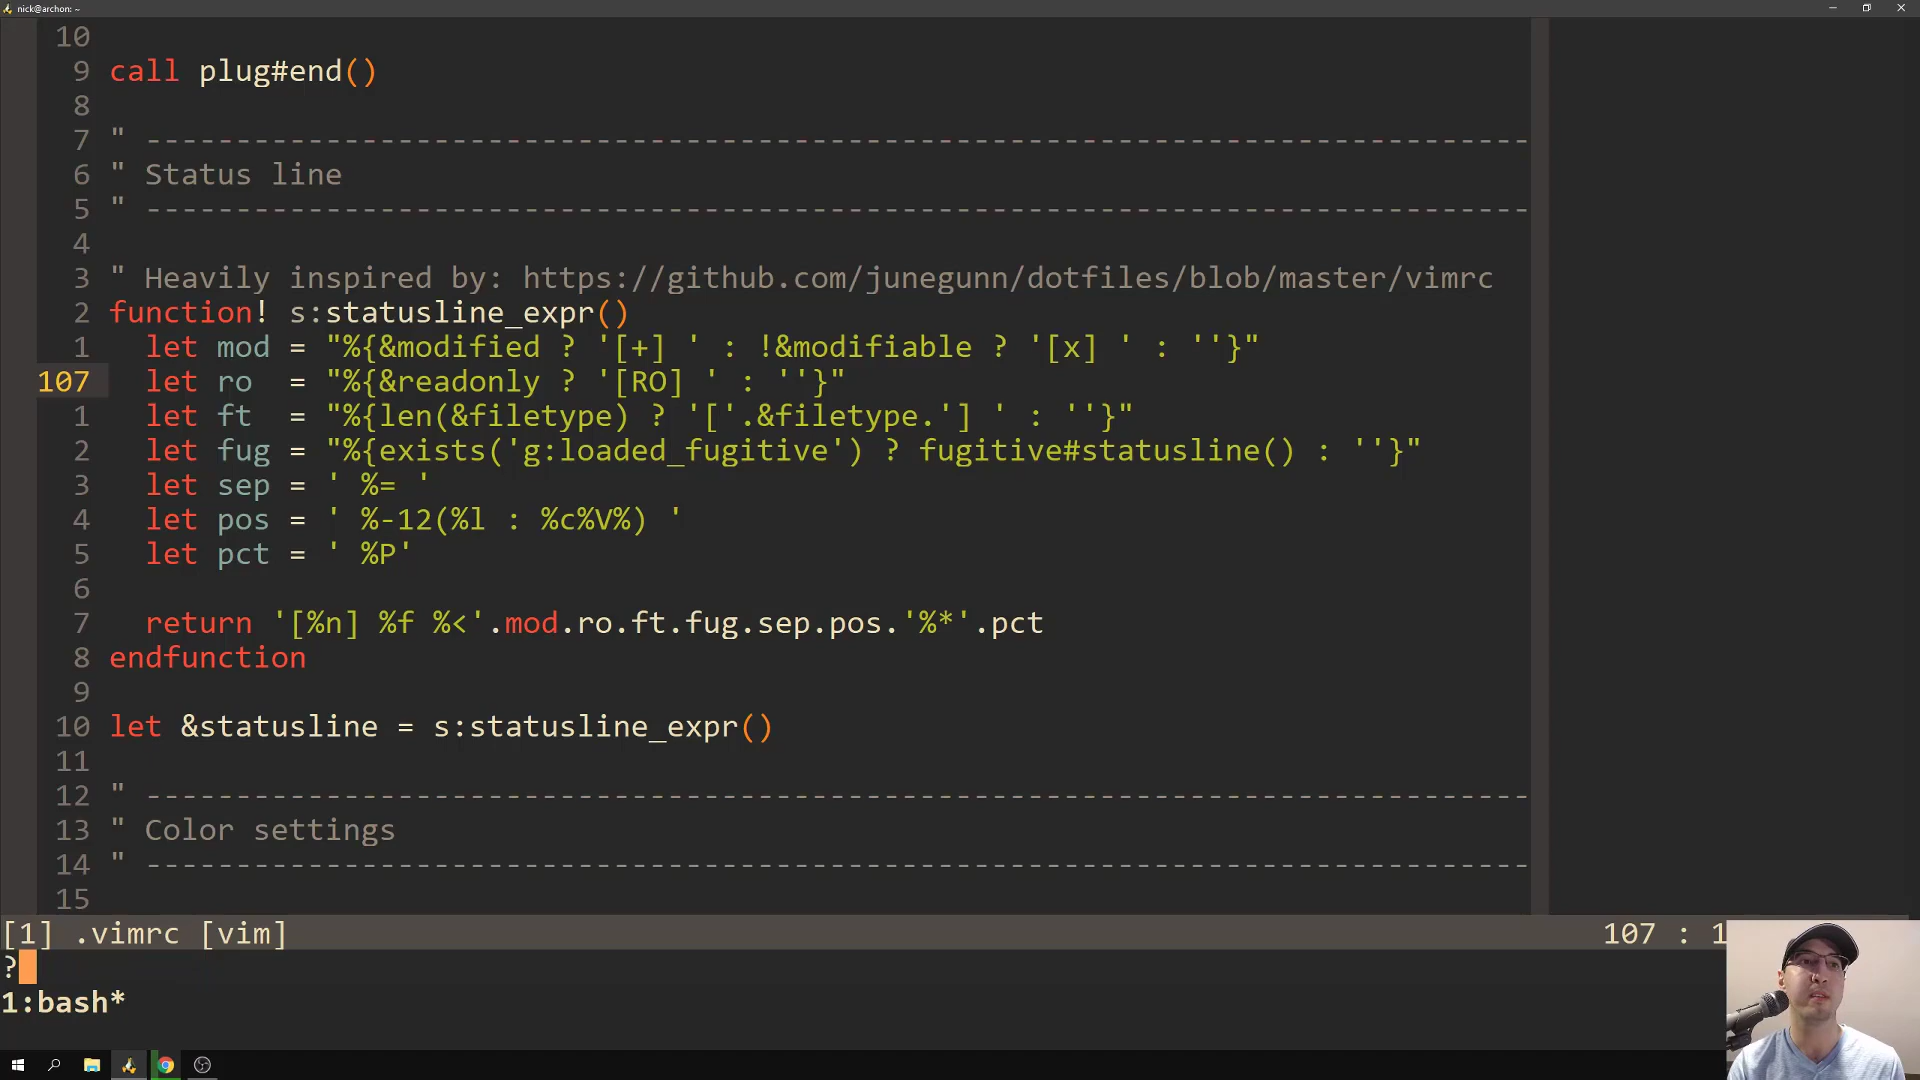 nick@archon: ~
10
9 call plug#end()
8
7 " -----------------------------------------------------------------------------
6 " Status line
5 " -----------------------------------------------------------------------------
4
3 " Heavily inspired by: https://github.com/junegunn/dotfiles/blob/master/vimrc
2 function! s:statusline_expr()
1   let mod = "%{&modified ? '[+] ' : !&modifiable ? '[x] ' : ''}"
107   let ro  = "%{&readonly ? '[RO] ' : ''}"
1   let ft  = "%{len(&filetype) ? '['.&filetype.'] ' : ''}"
2   let fug = "%{exists('g:loaded_fugitive') ? fugitive#statusline() : ''}"
3   let sep = ' %= '
4   let pos = ' %-12(%l : %c%V%) '
5   let pct = ' %P'
6
7   return '[%n] %f %<'.mod.ro.ft.fug.sep.pos.'%*'.pct
8 endfunction
9
10 let &statusline = s:statusline_expr()
11
12 " -----------------------------------------------------------------------------
13 " Color settings
14 " -----------------------------------------------------------------------------
15
[1] .vimrc [vim] 107 : 1
?
1:bash*